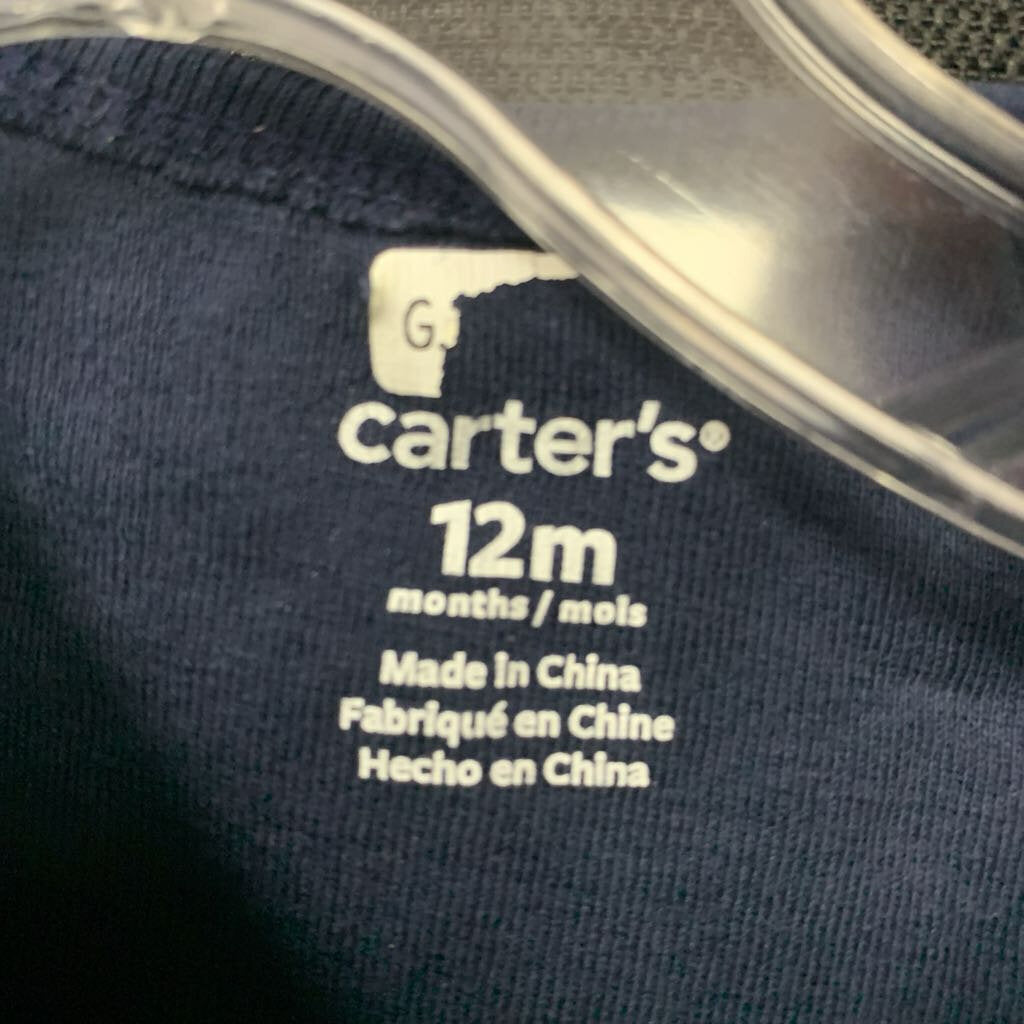 G.
carter's®
12m
months / mois
Made in China
Fabriqué en Chine
Hecho en China